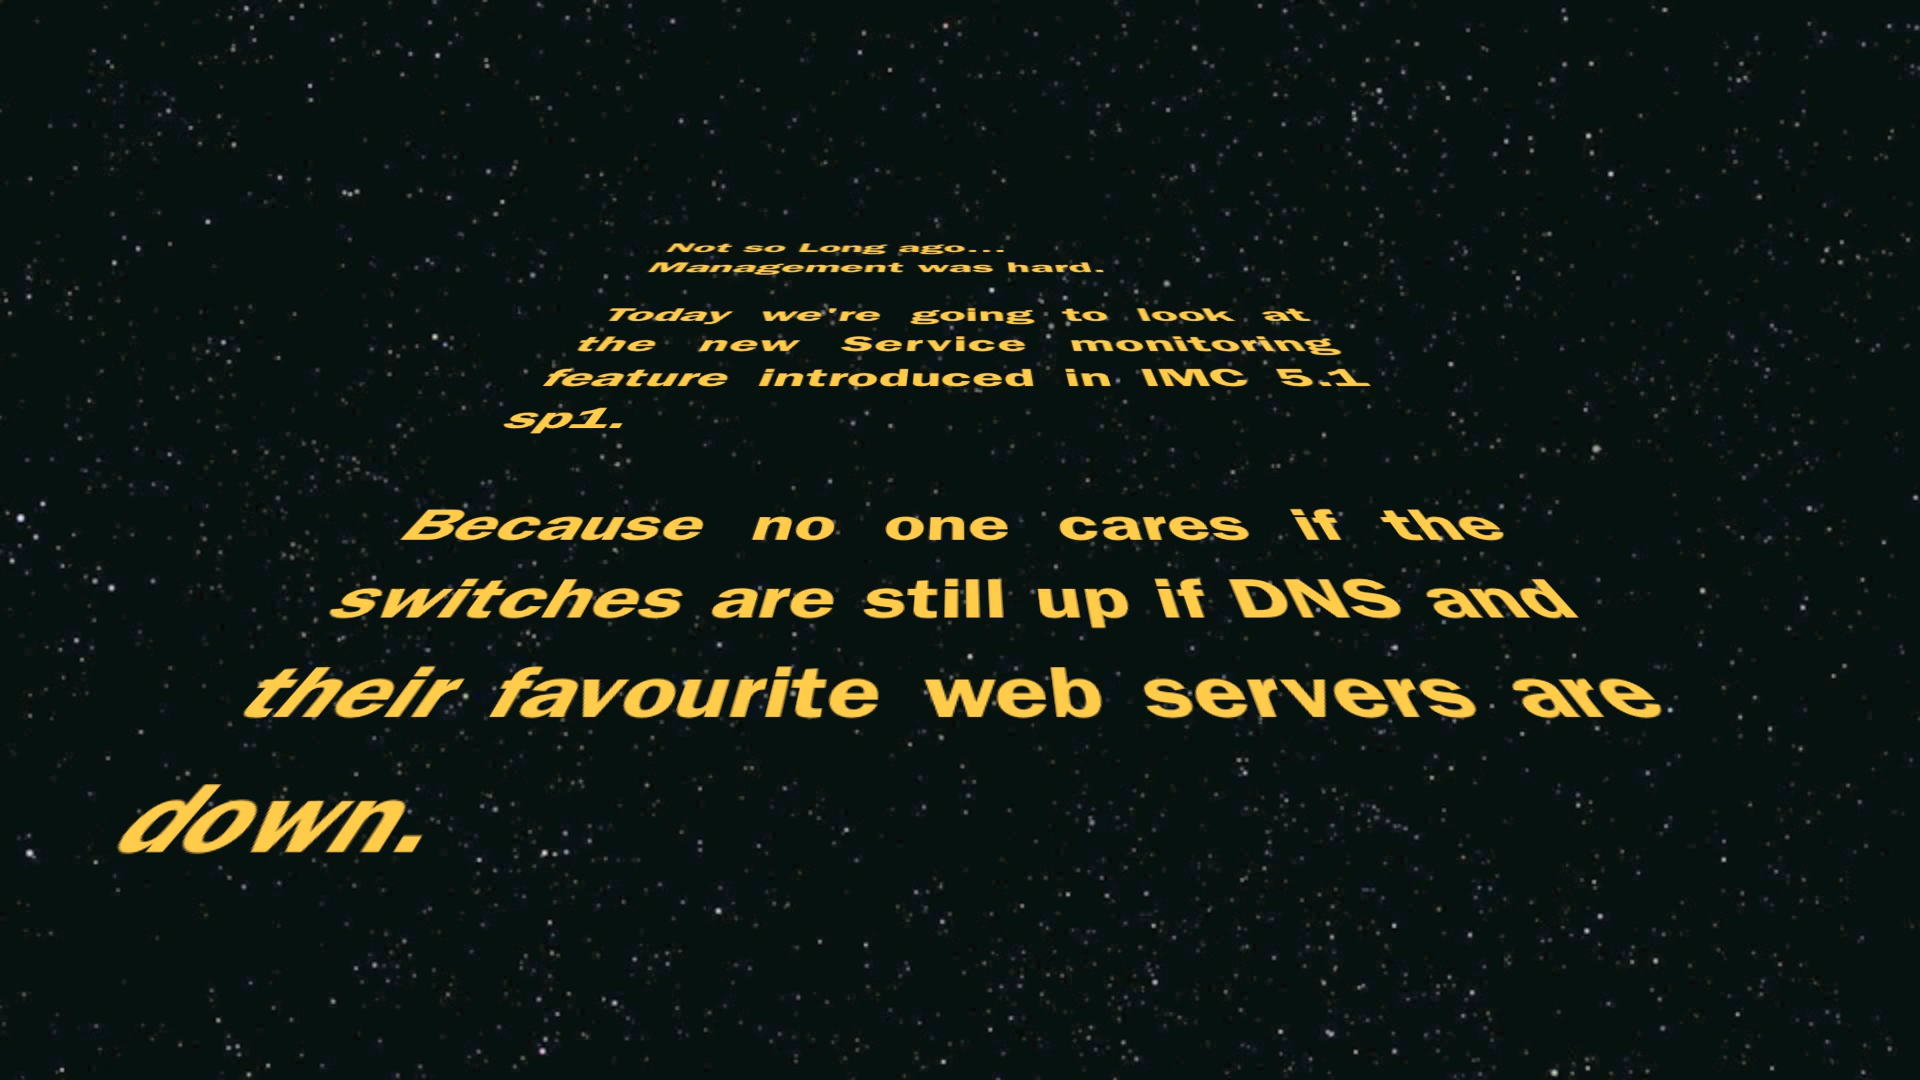 Not so Long ago...
Management was hard.
Today we're going to look at
the new Service monitoring
feature introduced in IMC 5.1
sp1.
Because no one cares if the
switches are still up if DNS and
their favourite web servers are
down.